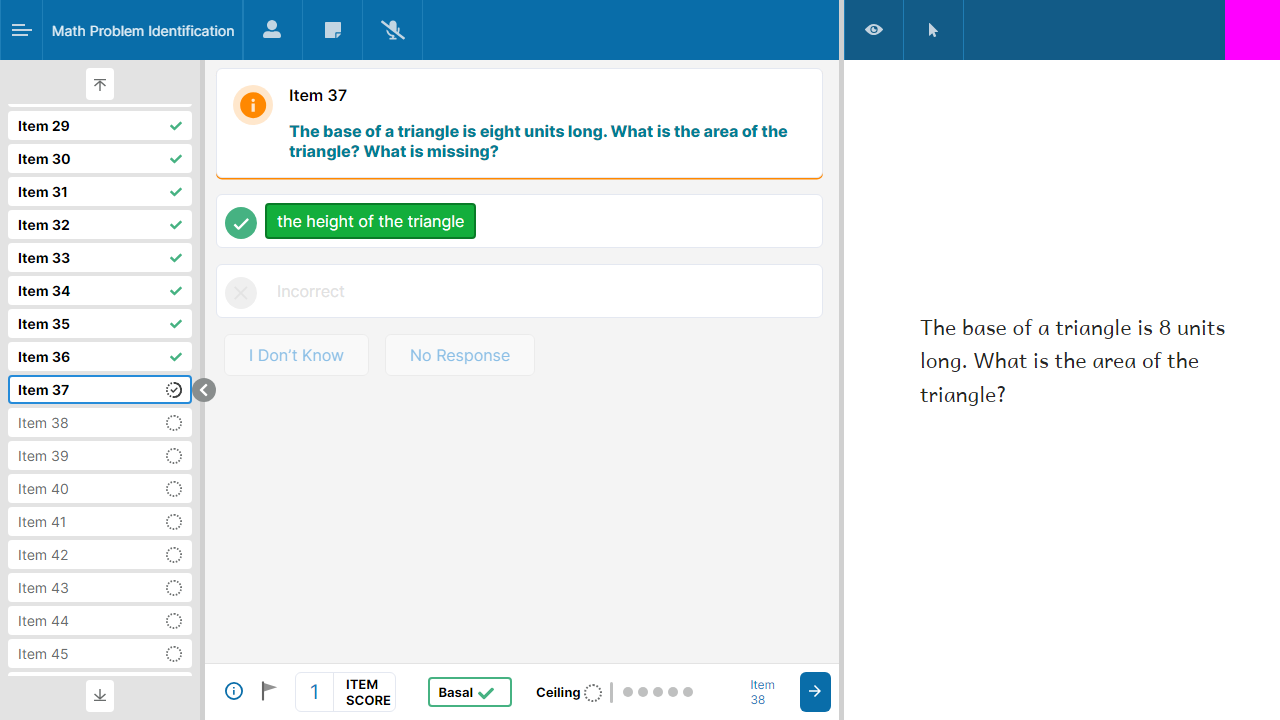 Math Problem Identification
Item 29
Item 30
Item 31
Item 32
Item 33
Item 34
Item 35
Item 36
Item 37
Item 38
Item 39
Item 40
Item 41
Item 42
Item 43
Item 44
Item 45
Item 37
The base of a triangle is eight units long. What is the area of the
triangle? What is missing?
the height of the triangle
Incorrect
I Don’t Know
No Response
1
ITEM
SCORE
Basal
Ceiling
Item
38
The base of a triangle is 8 units
long. What is the area of the
triangle?